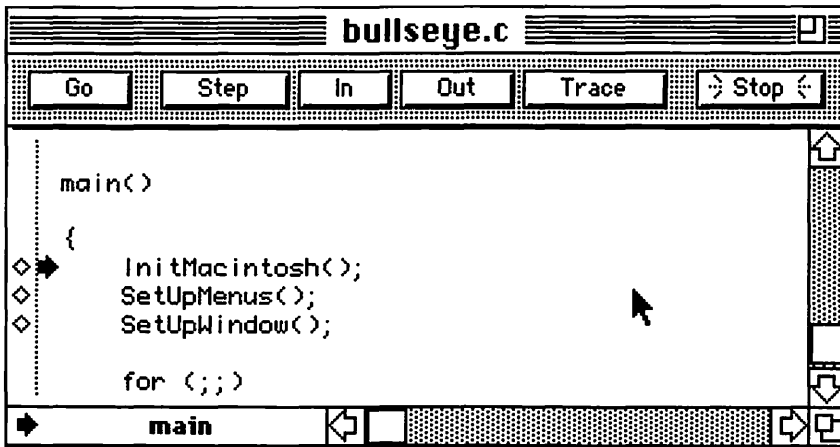 bullseye.c
Go Step In Out Trace Stop
main()
{
InitMacintosh();
SetUpMenus();
SetUpWindow();
for (;;)
main